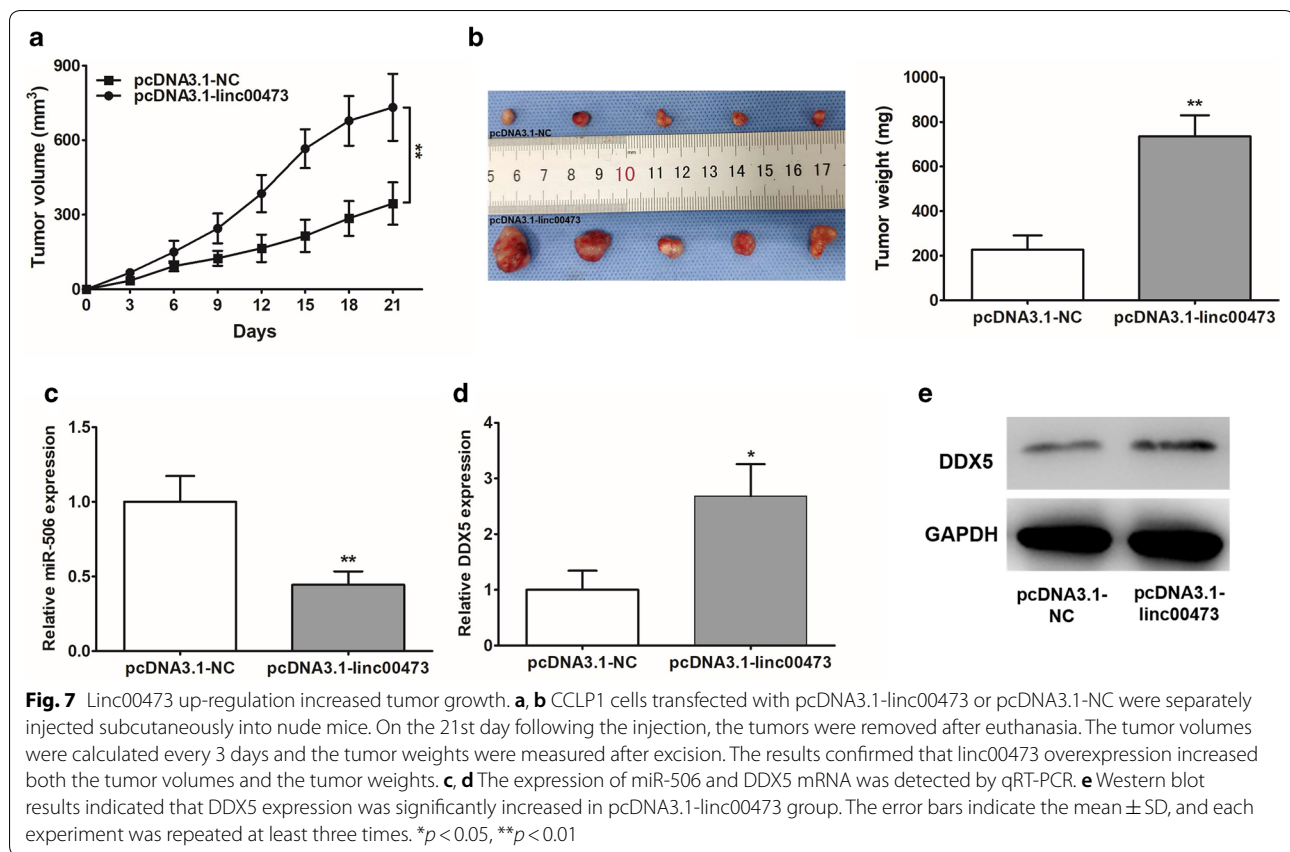 a
pcDNA3.1-NC
pcDNA3.1-linc00473
Tumor volume (mm³)
900
600
300
0
0 3 6 9 12 15 18 21
Days
**
b
pcDNA3.1-NC
mm
5 6 7 8 9 10 11 12 13 14 15 16 17
pcDNA3.1-linc00473
Tumor weight (mg)
1000
800
600
400
200
0
**
pcDNA3.1-NC pcDNA3.1-linc00473
c
Relative miR-506 expression
1.5
1.0
0.5
0.0
**
pcDNA3.1-NC pcDNA3.1-linc00473
d
Relative DDX5 expression
4
3
2
1
0
*
pcDNA3.1-NC pcDNA3.1-linc00473
e
DDX5
GAPDH
pcDNA3.1-
NC
pcDNA3.1-
linc00473
Fig. 7 Linc00473 up-regulation increased tumor growth. a, b CCLP1 cells transfected with pcDNA3.1-linc00473 or pcDNA3.1-NC were separately
injected subcutaneously into nude mice. On the 21st day following the injection, the tumors were removed after euthanasia. The tumor volumes
were calculated every 3 days and the tumor weights were measured after excision. The results confirmed that linc00473 overexpression increased
both the tumor volumes and the tumor weights. c, d The expression of miR-506 and DDX5 mRNA was detected by qRT-PCR. e Western blot
results indicated that DDX5 expression was significantly increased in pcDNA3.1-linc00473 group. The error bars indicate the mean ± SD, and each
experiment was repeated at least three times. *p < 0.05, **p < 0.01